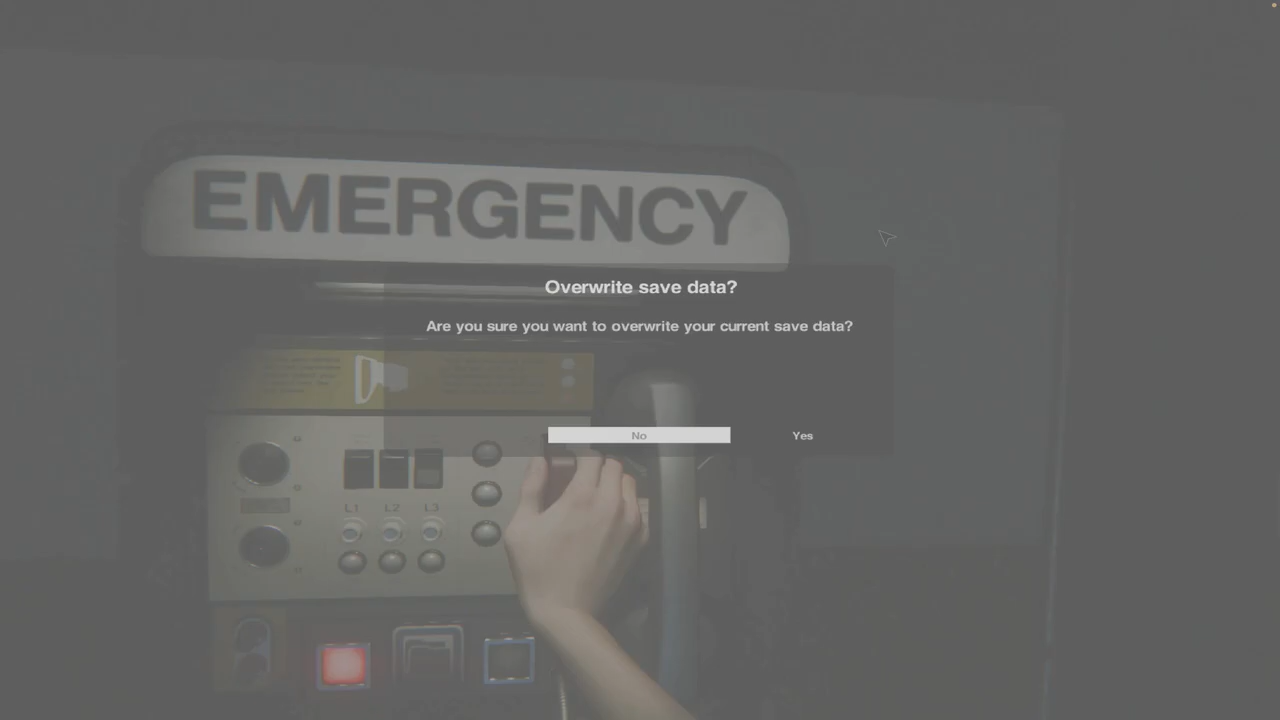 EMERGENCY
Overwrite save data?
Are you sure you want to overwrite your current save data?
No
Yes
L1
L2
L3